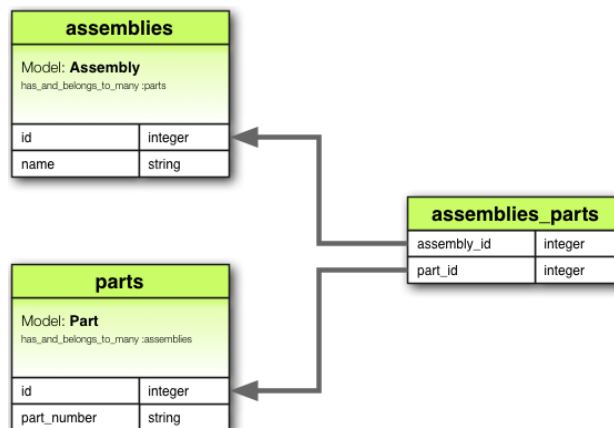 assemblies
Model: Assembly
has_and_belongs_to_many :parts
id integer
name string
assemblies_parts
assembly_id integer
part_id integer
parts
Model: Part
has_and_belongs_to_many :assemblies
id integer
part_number string